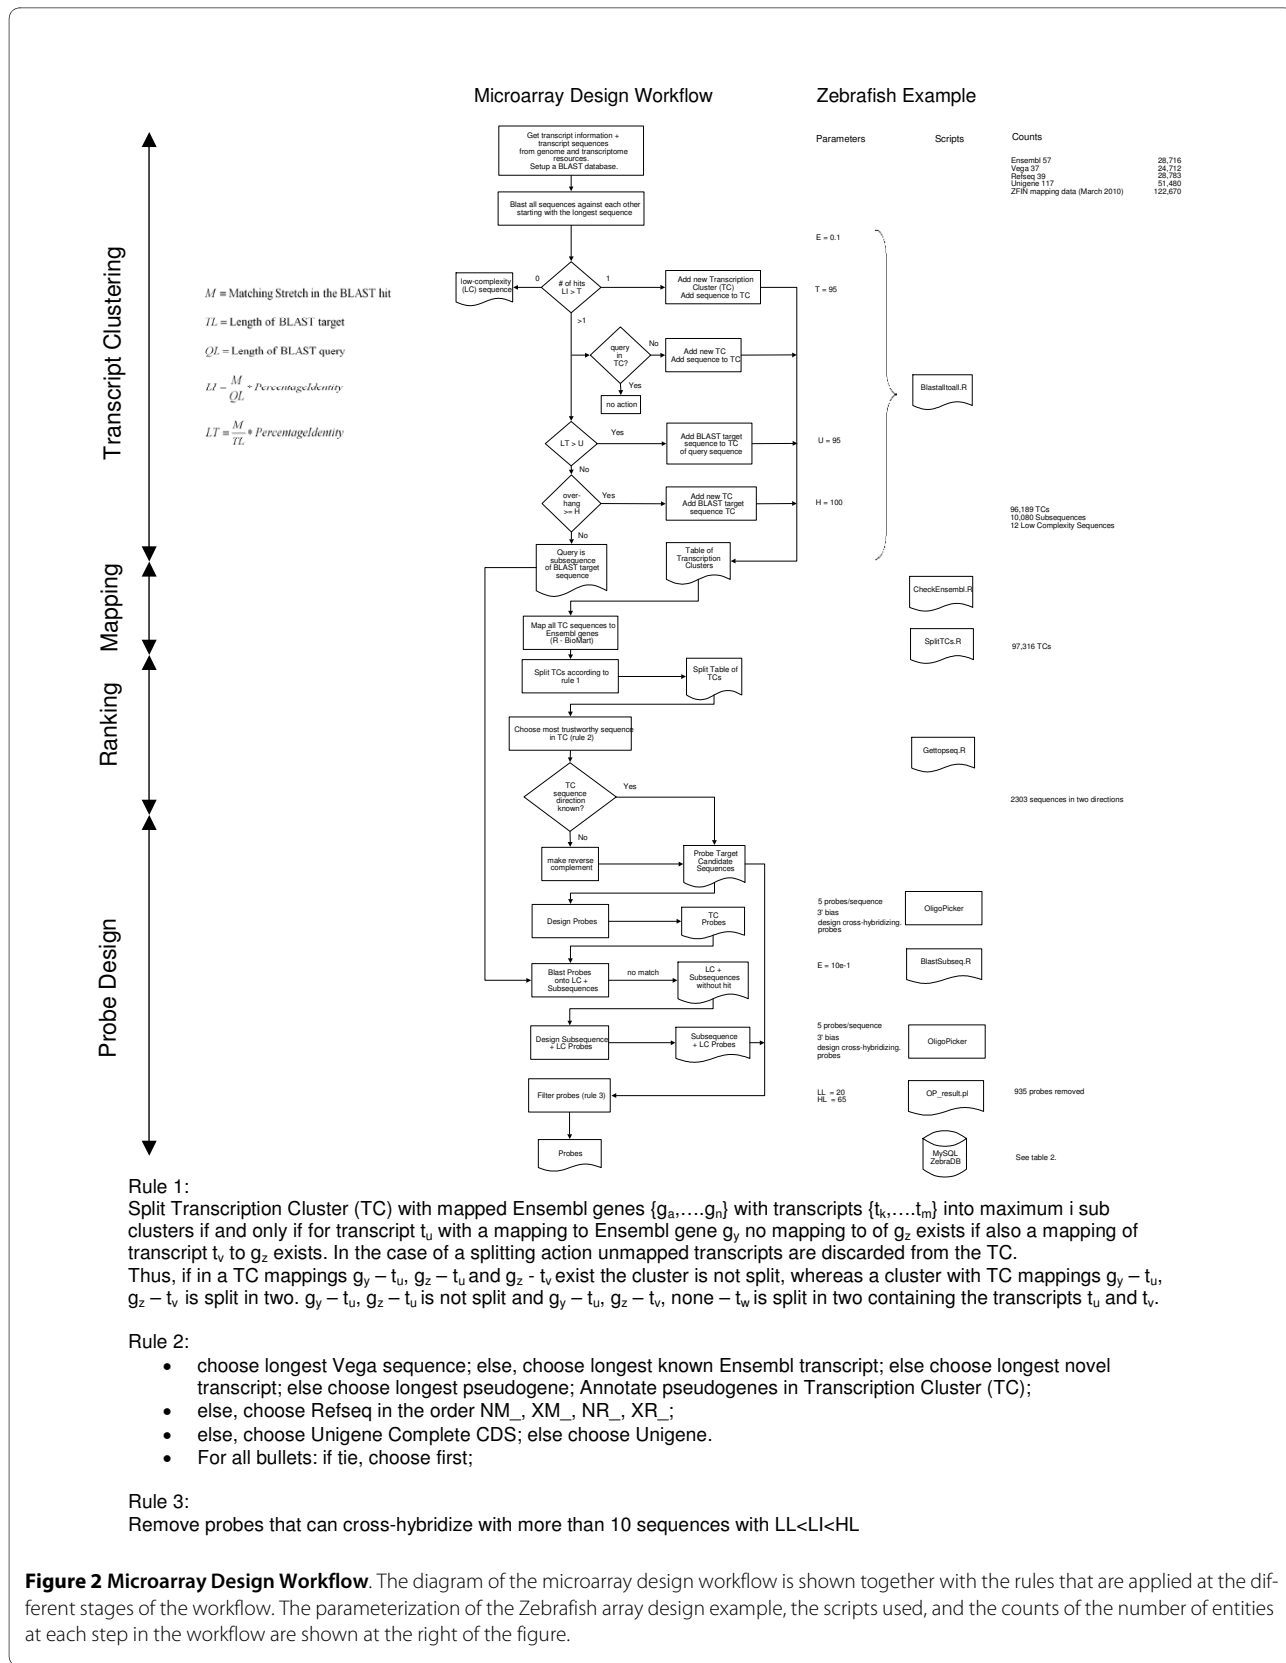 Microarray Design Workflow
Zebrafish Example
Parameters
Scripts
Counts
Get transcript information +
transcript sequences
from genome and transcriptome
resources.
Setup a BLAST database.
Ensembl 57 28,716
Vega 37 24,712
Refseq 39 28,783
Unigene 117 51,480
ZFIN mapping data (March 2010) 122,670
Blast all sequences against each other
starting with the longest sequence
E = 0.1
Transcript Clustering
low-complexity
(LC) sequence
0
# of hits
LI > T
1
>1
Add new Transcription
Cluster (TC)
Add sequence to TC
T = 95
M = Matching Stretch in the BLAST hit
TL = Length of BLAST target
QL = Length of BLAST query
LI = M/QL * PercentageIdentity
LT = M/TL * PercentageIdentity
query
in
TC?
No
Add new TC
Add sequence to TC
Yes
no action
Blastalltoall.R
LT > U
Yes
Add BLAST target
sequence to TC
of query sequence
U = 95
No
over-
hang
>= H
Yes
Add new TC
Add BLAST target
sequence TC
H = 100
96,189 TCs
10,080 Subsequences
12 Low Complexity Sequences
No
Query is
subsequence
of BLAST target
sequence
Table of
Transcription
Clusters
Mapping
CheckEnsembl.R
Map all TC sequences to
Ensembl genes
(R - BioMart)
SplitTCs.R
97,316 TCs
Ranking
Split TCs according to
rule 1
Split Table of
TCs
Choose most trustworthy sequence
in TC (rule 2)
Gettopseq.R
TC
sequence
direction
known?
Yes
2303 sequences in two directions
No
Probe Design
make reverse
complement
Probe Target
Candidate
Sequences
Design Probes
TC
Probes
5 probes/sequence
3' bias
design cross-hybridizing.
probes
OligoPicker
Blast Probes
onto LC +
Subsequences
no match
LC +
Subsequences
without hit
E = 10e-1
BlastSubseq.R
Design Subsequence
+ LC Probes
Subsequence
+ LC Probes
5 probes/sequence
3' bias
design cross-hybridizing.
probes
OligoPicker
Filter probes (rule 3)
LL = 20
HL = 65
OP_result.pl
935 probes removed
Probes
MySQL
ZebraDB
See table 2.
Rule 1:
Split Transcription Cluster (TC) with mapped Ensembl genes {ga,....gn} with transcripts {tk,....tm} into maximum i sub
clusters if and only if for transcript tu with a mapping to Ensembl gene gy no mapping to of gz exists if also a mapping of
transcript tv to gz exists. In the case of a splitting action unmapped transcripts are discarded from the TC.
Thus, if in a TC mappings gy – tu, gz – tu and gz - tv exist the cluster is not split, whereas a cluster with TC mappings gy – tu,
gz – tv is split in two. gy – tu, gz – tu is not split and gy – tu, gz – tv, none – tw is split in two containing the transcripts tu and tv.
Rule 2:
• choose longest Vega sequence; else, choose longest known Ensembl transcript; else choose longest novel
transcript; else choose longest pseudogene; Annotate pseudogenes in Transcription Cluster (TC);
• else, choose Refseq in the order NM_, XM_, NR_, XR_;
• else, choose Unigene Complete CDS; else choose Unigene.
• For all bullets: if tie, choose first;
Rule 3:
Remove probes that can cross-hybridize with more than 10 sequences with LL<LI<HL
Figure 2 Microarray Design Workflow. The diagram of the microarray design workflow is shown together with the rules that are applied at the dif-
ferent stages of the workflow. The parameterization of the Zebrafish array design example, the scripts used, and the counts of the number of entities
at each step in the workflow are shown at the right of the figure.